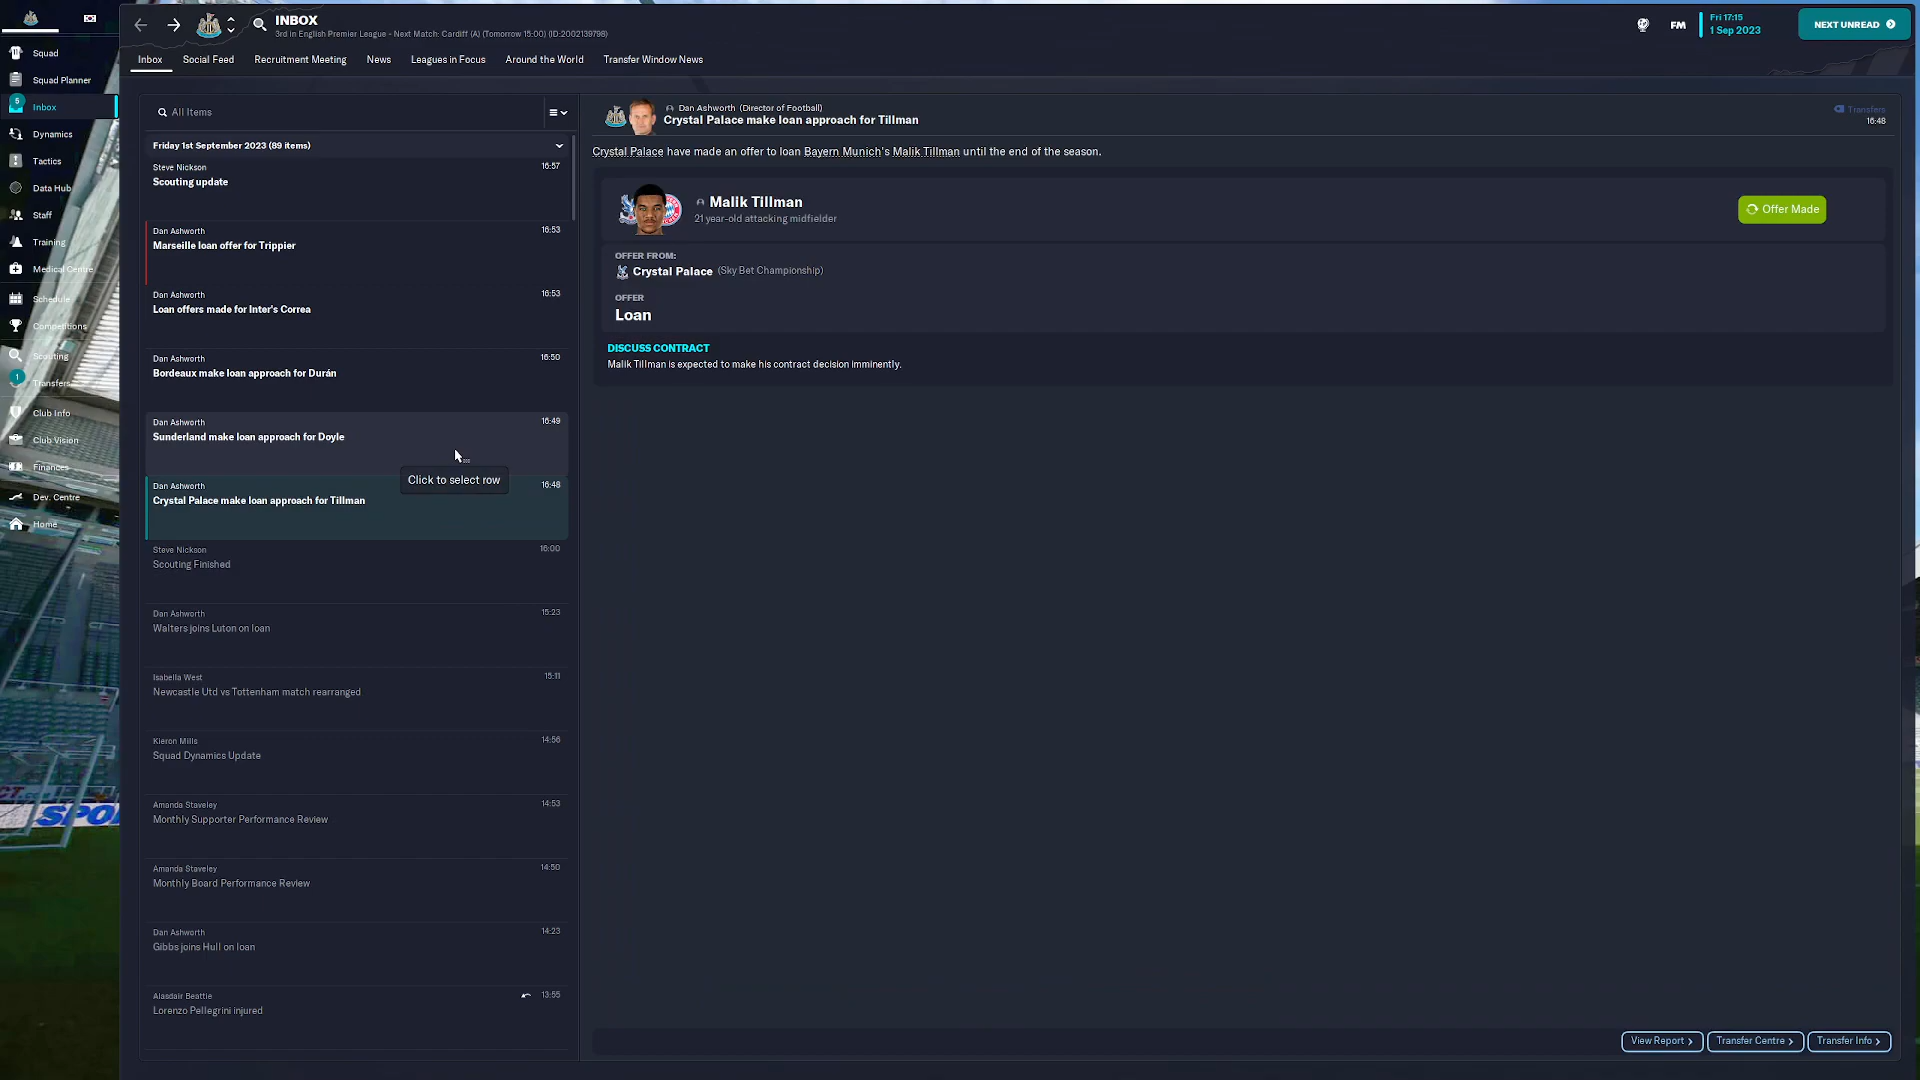 INBOX
3rd in English Premier League - Next Match: Cardiff (A) (Tomorrow 15:00) (ID:2002139798)
FM
Fri 17:15
1 Sep 2023
NEXT UNREAD
Squad
Squad Planner
5
Inbox
Dynamics
Tactics
Data Hub
Staff
Training
Medical Centre
Schedule
Competitions
Scouting
1
Transfers
Club Info
Club Vision
Finances
Dev. Centre
Home
Inbox
Social Feed
Recruitment Meeting
News
Leagues in Focus
Around the World
Transfer Window News
All Items
Friday 1st September 2023 (89 items)
Steve Nickson 16:57
Scouting update
Dan Ashworth 16:53
Marseille loan offer for Trippier
Dan Ashworth 16:53
Loan offers made for Inter's Correa
Dan Ashworth 16:50
Bordeaux make loan approach for Durán
Dan Ashworth 16:49
Sunderland make loan approach for Doyle
Click to select row
Dan Ashworth 16:48
Crystal Palace make loan approach for Tillman
Steve Nickson 16:00
Scouting Finished
Dan Ashworth 15:23
Walters joins Luton on loan
Isabella West 15:11
Newcastle Utd vs Tottenham match rearranged
Kieron Mills 14:56
Squad Dynamics Update
Amanda Staveley 14:53
Monthly Supporter Performance Review
Amanda Staveley 14:50
Monthly Board Performance Review
Dan Ashworth 14:23
Gibbs joins Hull on loan
Alasdair Beattie 13:55
Lorenzo Pellegrini injured
Dan Ashworth (Director of Football)
Crystal Palace make loan approach for Tillman
Transfers
16:48
Crystal Palace have made an offer to loan Bayern Munich's Malik Tillman until the end of the season.
Malik Tillman
21 year-old attacking midfielder
Offer Made
OFFER FROM:
Crystal Palace (Sky Bet Championship)
OFFER
Loan
DISCUSS CONTRACT
Malik Tillman is expected to make his contract decision imminently.
View Report
Transfer Centre
Transfer Info